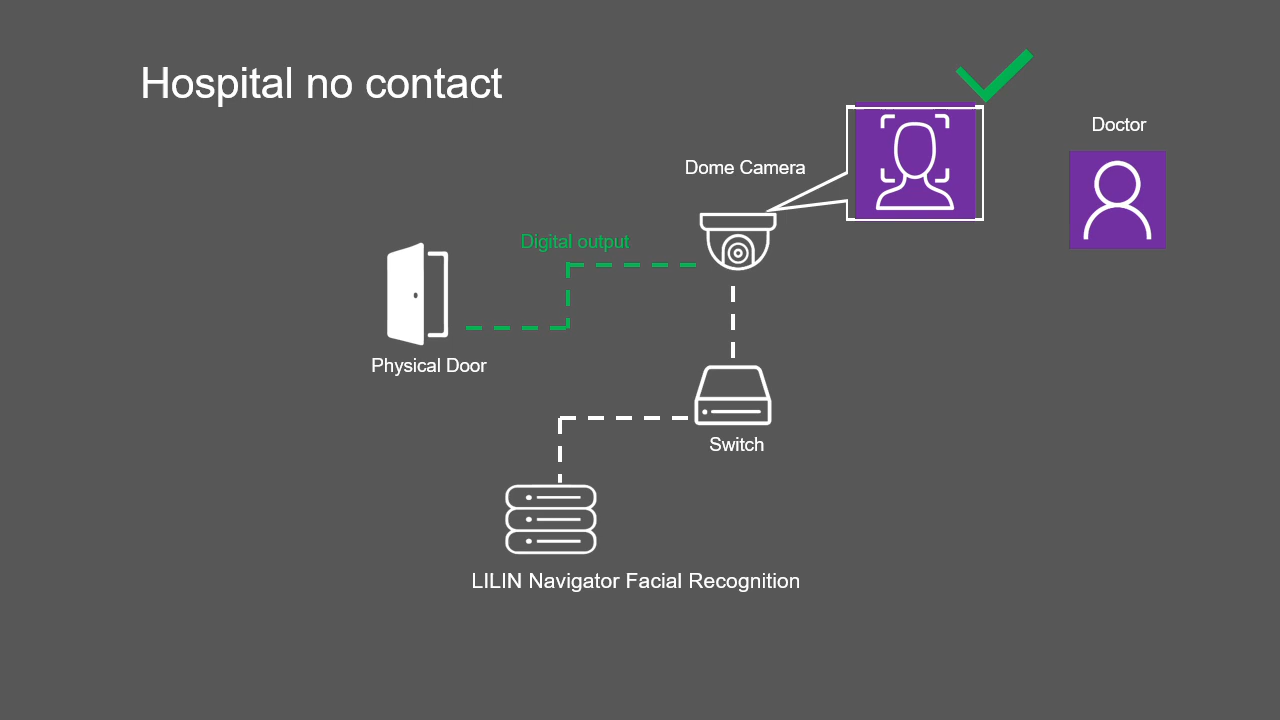 Hospital no contact
Doctor
Dome Camera
Digital output
Physical Door
Switch
LILIN Navigator Facial Recognition